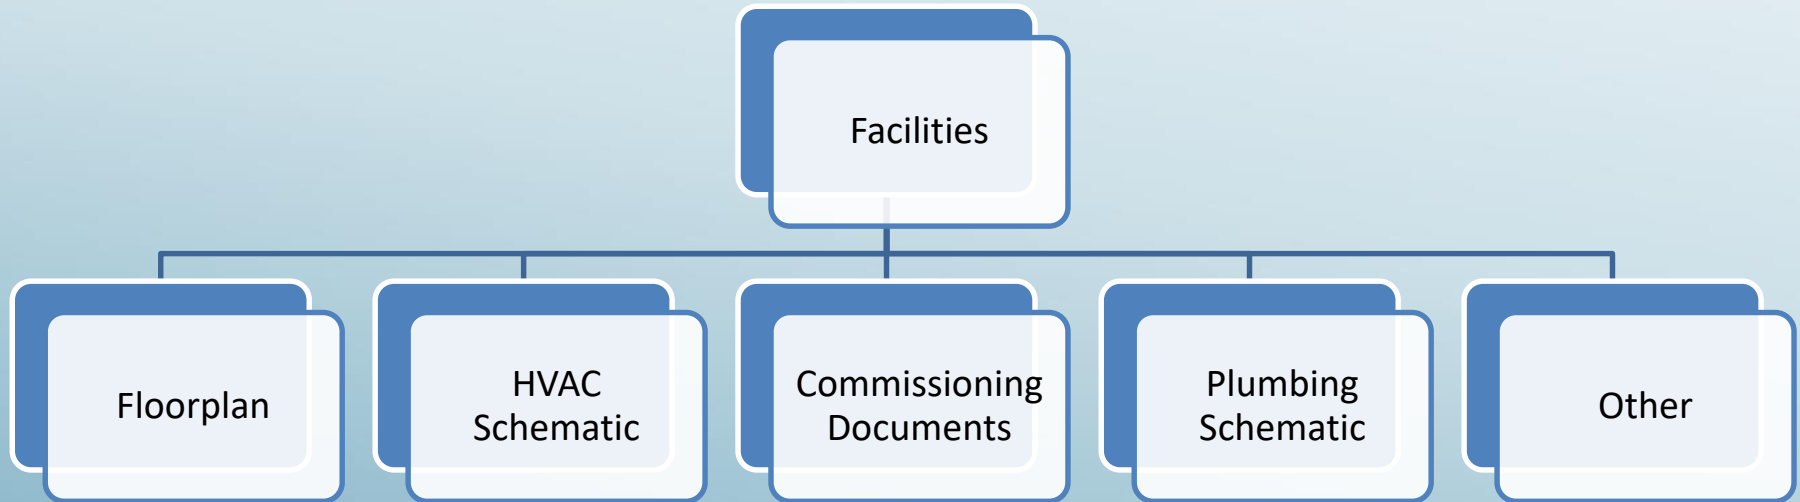 Facilities
Floorplan
HVAC
Schematic
Commissioning
Documents
Plumbing
Schematic
Other